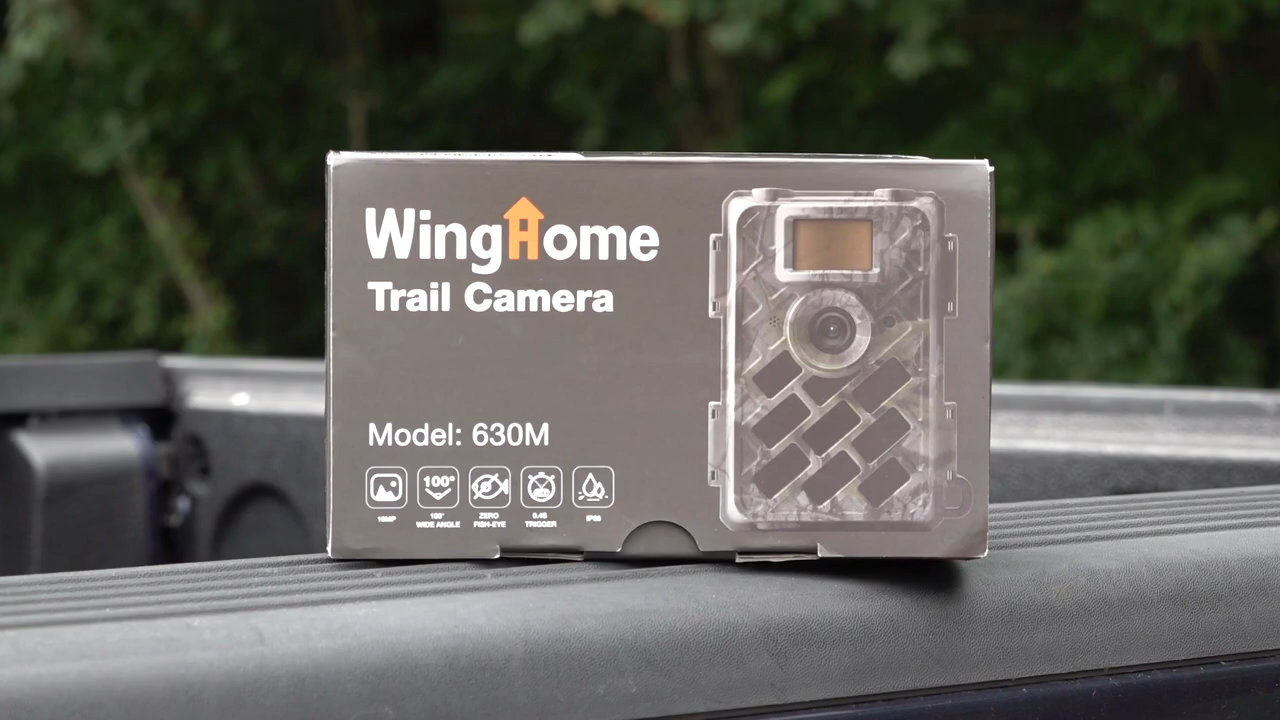 WingHome
Trail Camera
Model: 630M
100°
16MP
100°
WIDE ANGLE
ZERO
FISH-EYE
0.4S
TRIGGER
IP66